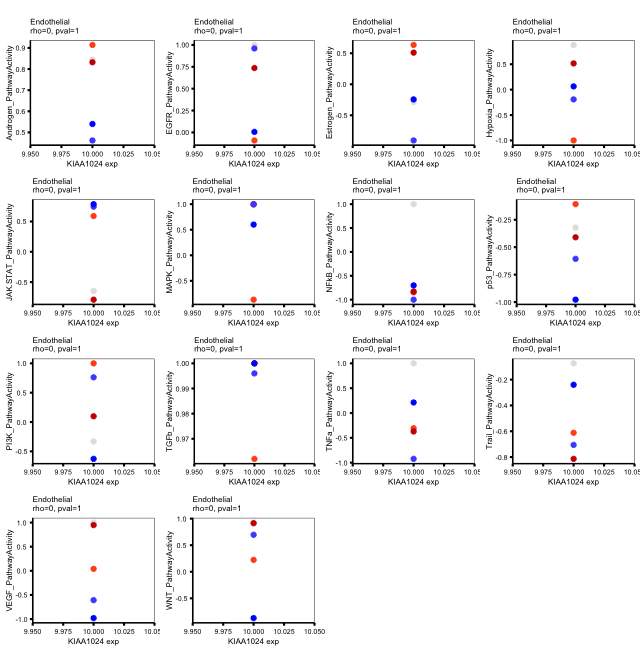 Endothelial
rho=0, pval=1
Androgen_PathwayActivity
0.9
0.8
0.7
0.6
0.5
9.950 9.975 10.000 10.025 10.05
KIAA1024 exp
Endothelial
rho=0, pval=1
EGFR_PathwayActivity
1.00
0.75
0.50
0.25
0.00
9.950 9.975 10.000 10.025 10.05
KIAA1024 exp
Endothelial
rho=0, pval=1
Estrogen_PathwayActivity
0.5
0.0
-0.5
9.950 9.975 10.000 10.025 10.05
KIAA1024 exp
Endothelial
rho=0, pval=1
Hypoxia_PathwayActivity
0.5
0.0
-0.5
-1.0
9.950 9.975 10.000 10.025 10.05
KIAA1024 exp
Endothelial
rho=0, pval=1
JAK.STAT_PathwayActivity
0.5
0.0
-0.5
9.950 9.975 10.000 10.025 10.05
KIAA1024 exp
Endothelial
rho=0, pval=1
MAPK_PathwayActivity
1.0
0.5
0.0
-0.5
9.950 9.975 10.000 10.025 10.05
KIAA1024 exp
Endothelial
rho=0, pval=1
NFkB_PathwayActivity
1.0
0.5
0.0
-0.5
-1.0
9.950 9.975 10.000 10.025 10.05
KIAA1024 exp
Endothelial
rho=0, pval=1
p53_PathwayActivity
-0.25
-0.50
-0.75
-1.00
9.950 9.975 10.000 10.025 10.05
KIAA1024 exp
Endothelial
rho=0, pval=1
PI3K_PathwayActivity
1.0
0.5
0.0
-0.5
9.950 9.975 10.000 10.025 10.05
KIAA1024 exp
Endothelial
rho=0, pval=1
TGFb_PathwayActivity
1.00
0.99
0.98
0.97
9.950 9.975 10.000 10.025 10.05
KIAA1024 exp
Endothelial
rho=0, pval=1
TNFa_PathwayActivity
1.0
0.5
0.0
-0.5
-1.0
9.950 9.975 10.000 10.025 10.05
KIAA1024 exp
Endothelial
rho=0, pval=1
Trail_PathwayActivity
-0.2
-0.4
-0.6
-0.8
9.950 9.975 10.000 10.025 10.05
KIAA1024 exp
Endothelial
rho=0, pval=1
VEGF_PathwayActivity
1.0
0.5
0.0
-0.5
-1.0
9.950 9.975 10.000 10.025 10.05
KIAA1024 exp
Endothelial
rho=0, pval=1
WNT_PathwayActivity
1.0
0.5
0.0
-0.5
9.950 9.975 10.000 10.025 10.050
KIAA1024 exp